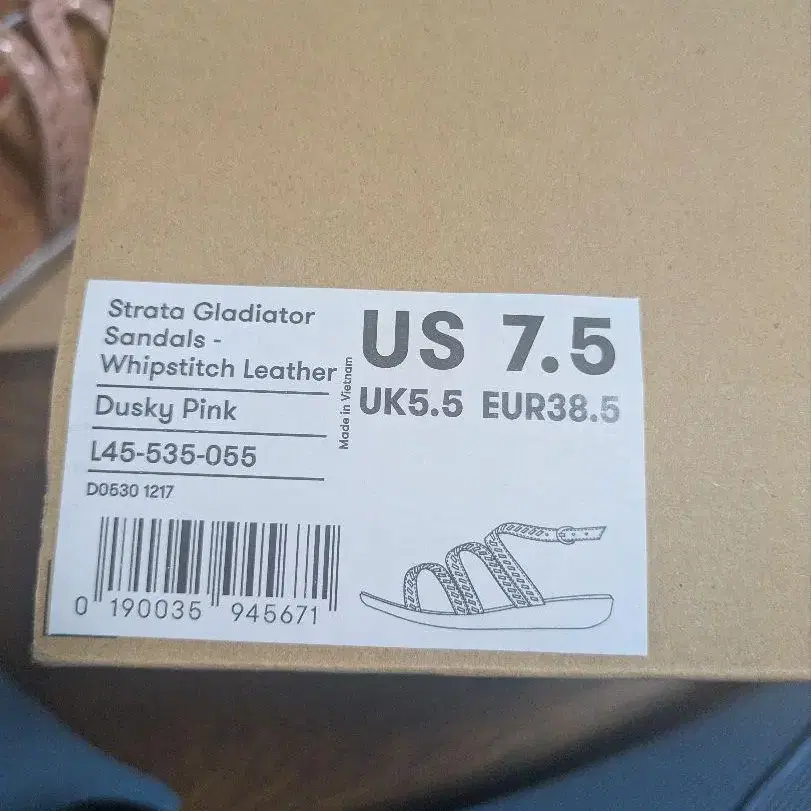 Strata Gladiator
Sandals -
Whipstitch Leather
Dusky Pink
L45-535-055
D0530 1217
0 190035 945671
Made in Vietnam
US 7.5
UK5.5 EUR38.5